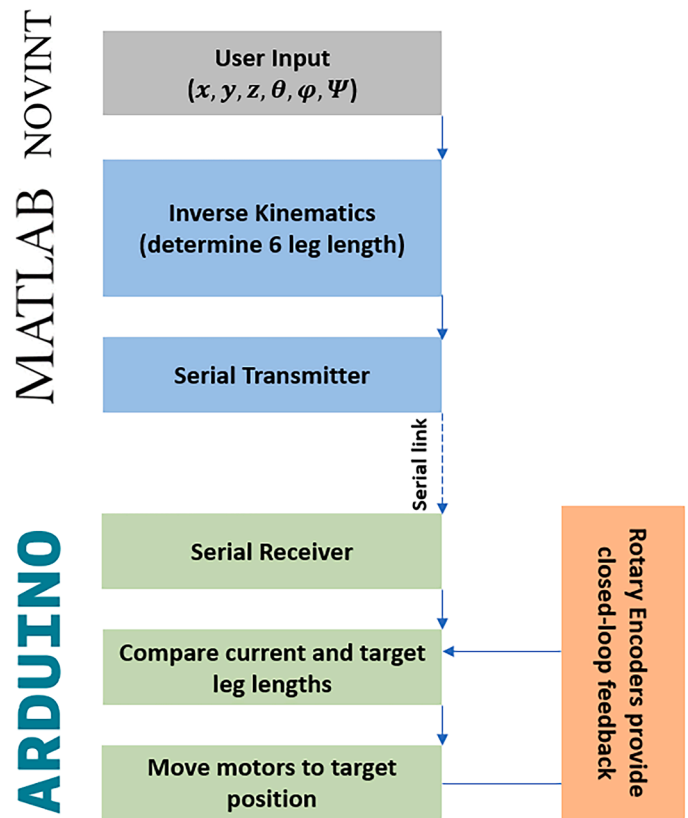 NOVINT
User Input
(x, y, z, θ, φ, Ψ)
MATLAB
Inverse Kinematics
(determine 6 leg length)
Serial Transmitter
Serial link
ARDUINO
Serial Receiver
Compare current and target
leg lengths
Move motors to target
position
Rotary Encoders provide
closed-loop feedback